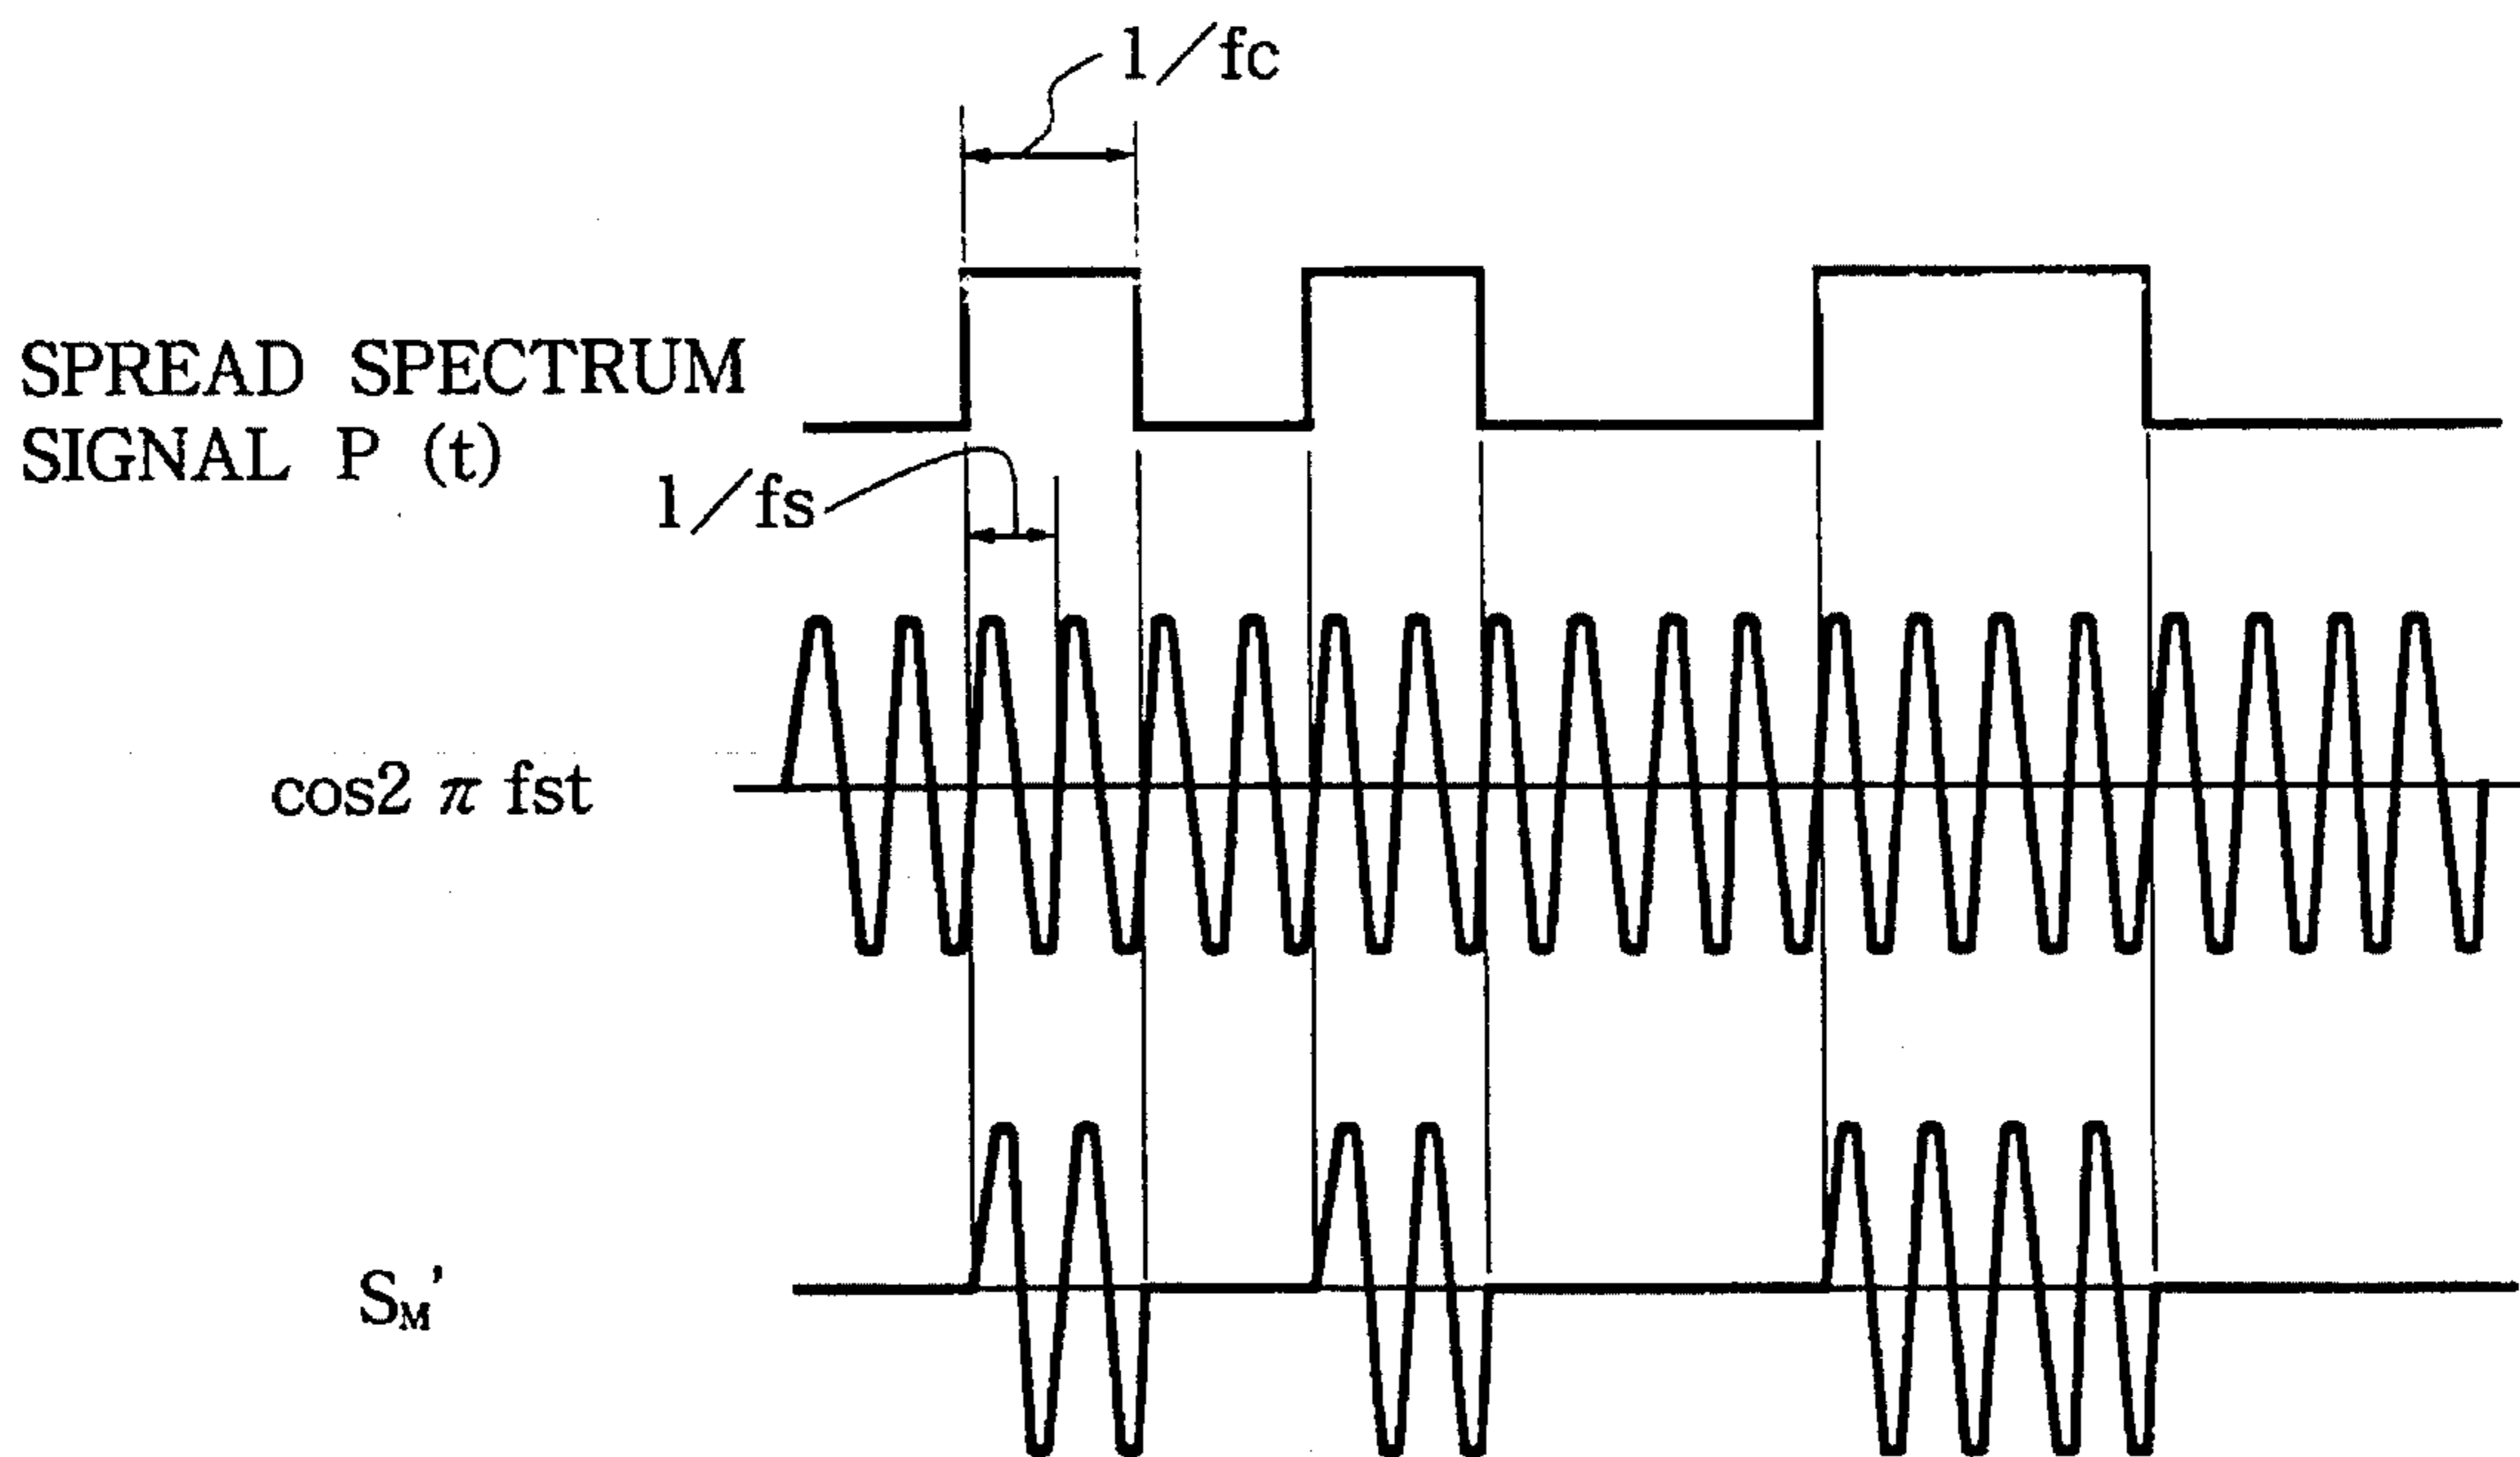 1/fc
SPREAD SPECTRUM
SIGNAL P (t)
1/fs
cos2 π fst
S_M'